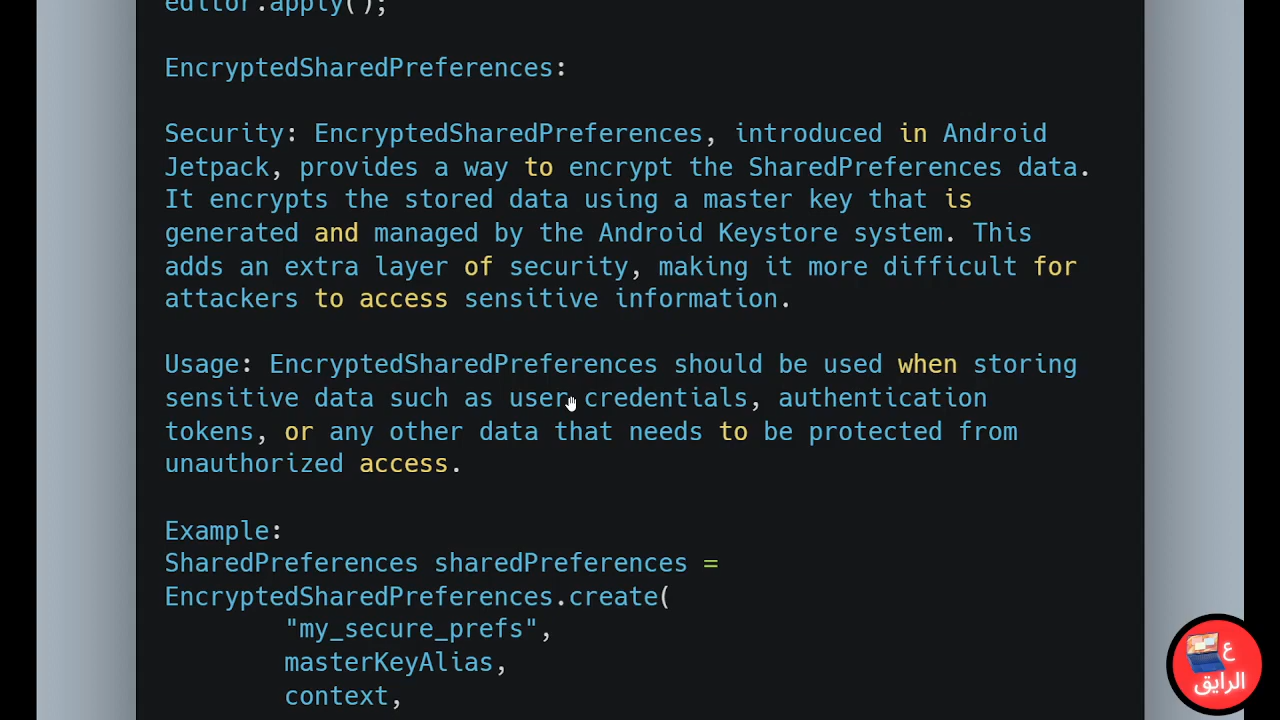 editor.apply();
EncryptedSharedPreferences:
Security: EncryptedSharedPreferences, introduced in Android
Jetpack, provides a way to encrypt the SharedPreferences data.
It encrypts the stored data using a master key that is
generated and managed by the Android Keystore system. This
adds an extra layer of security, making it more difficult for
attackers to access sensitive information.
Usage: EncryptedSharedPreferences should be used when storing
sensitive data such as user credentials, authentication
tokens, or any other data that needs to be protected from
unauthorized access.
Example:
SharedPreferences sharedPreferences =
EncryptedSharedPreferences.create(
"my_secure_prefs",
masterKeyAlias,
context,
ع
الرايق